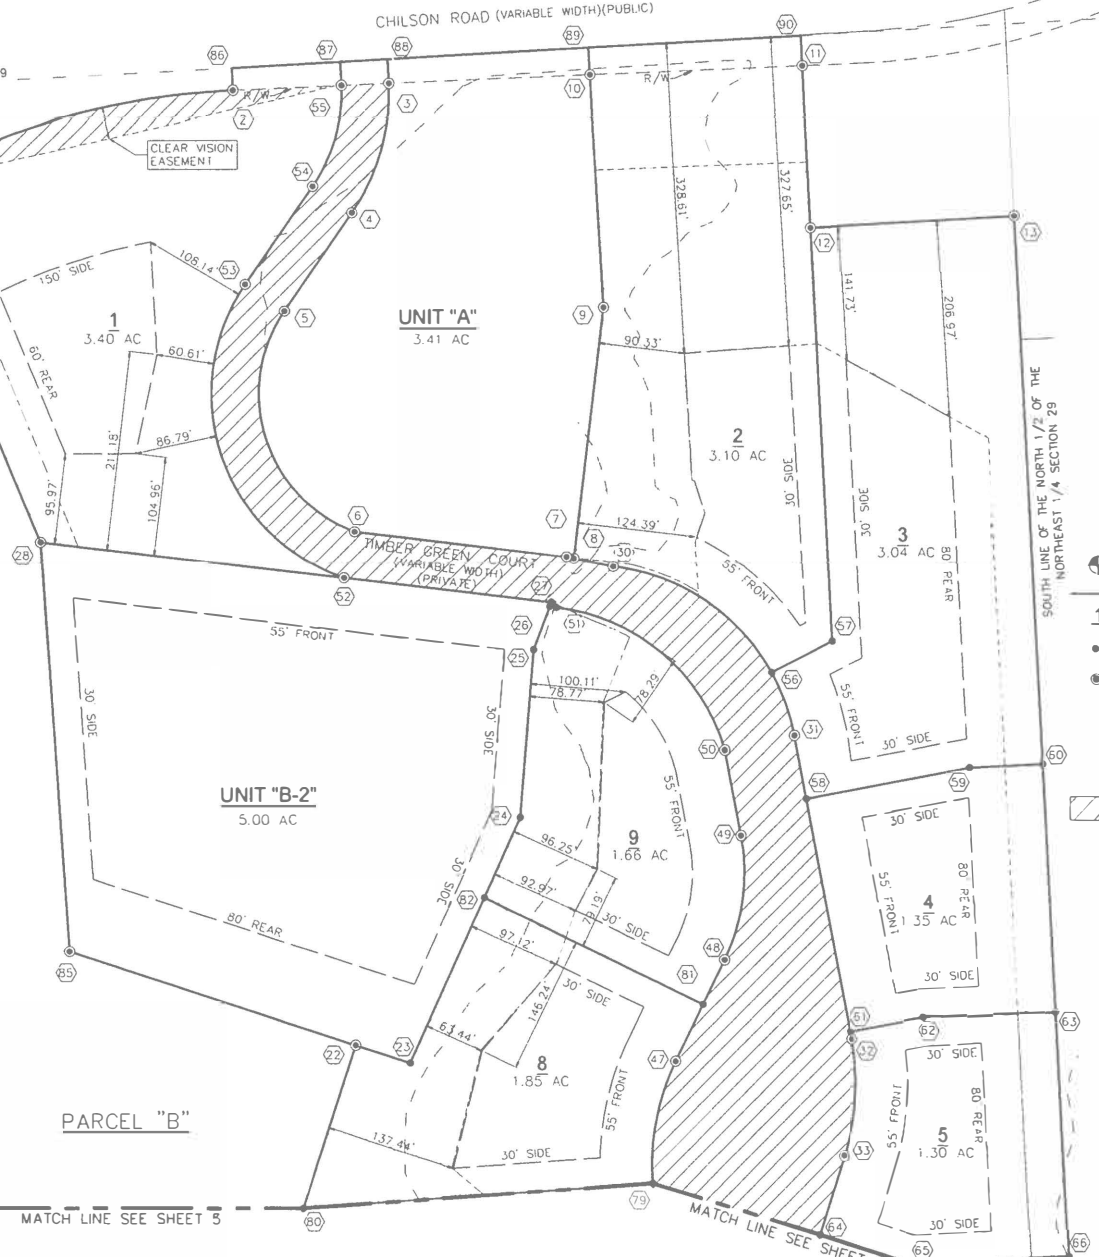 CHILSON ROAD (VARIABLE WIDTH)(PUBLIC)
9
86
87
88
89
90
11
R/W
R/W
2
55
3
10
CLEAR VISION
EASEMENT
54
4
328.61'
327.65'
12
13
150' SIDE
108.14'
53
5
UNIT "A"
3.41 AC
9
141.73'
206.97'
1
3.40 AC
60.61'
60' REAR
90.33'
SOUTH LINE OF THE NORTH 1/2 OF THE
NORTHEAST 1/4 SECTION 29
86.79'
211.18'
95.97'
104.96'
2
3.10 AC
30' SIDE
30' SIDE
3
3.04 AC
80' REAR
28
6
7
8
124.39'
30
TIMBER GREEN COURT
(VARIABLE WIDTH)
(PRIVATE)
55' FRONT
52
27
26
51
25
57
56
55' FRONT
30' SIDE
30' SIDE
100.11'
78.77'
78.29'
30' SIDE
55' FRONT
30' SIDE
31
50
60
59
58
UNIT "B-2"
5.00 AC
24
55' FRONT
9
1.66 AC
49
30' SIDE
96.25'
92.97'
79.19'
30' SIDE
82
30' SIDE
80' REAR
55' FRONT
80' REAR
4
1.35 AC
30' SIDE
85
97.12'
48
81
30' SIDE
146.24'
61
62
63
32
63.44'
22
23
47
8
1.85 AC
55' FRONT
30' SIDE
55' FRONT
80' REAR
5
1.30 AC
PARCEL "B"
137.44'
30' SIDE
33
30' SIDE
79
80
MATCH LINE SEE SHEET 5
MATCH LINE SEE SHEET
64
65
66